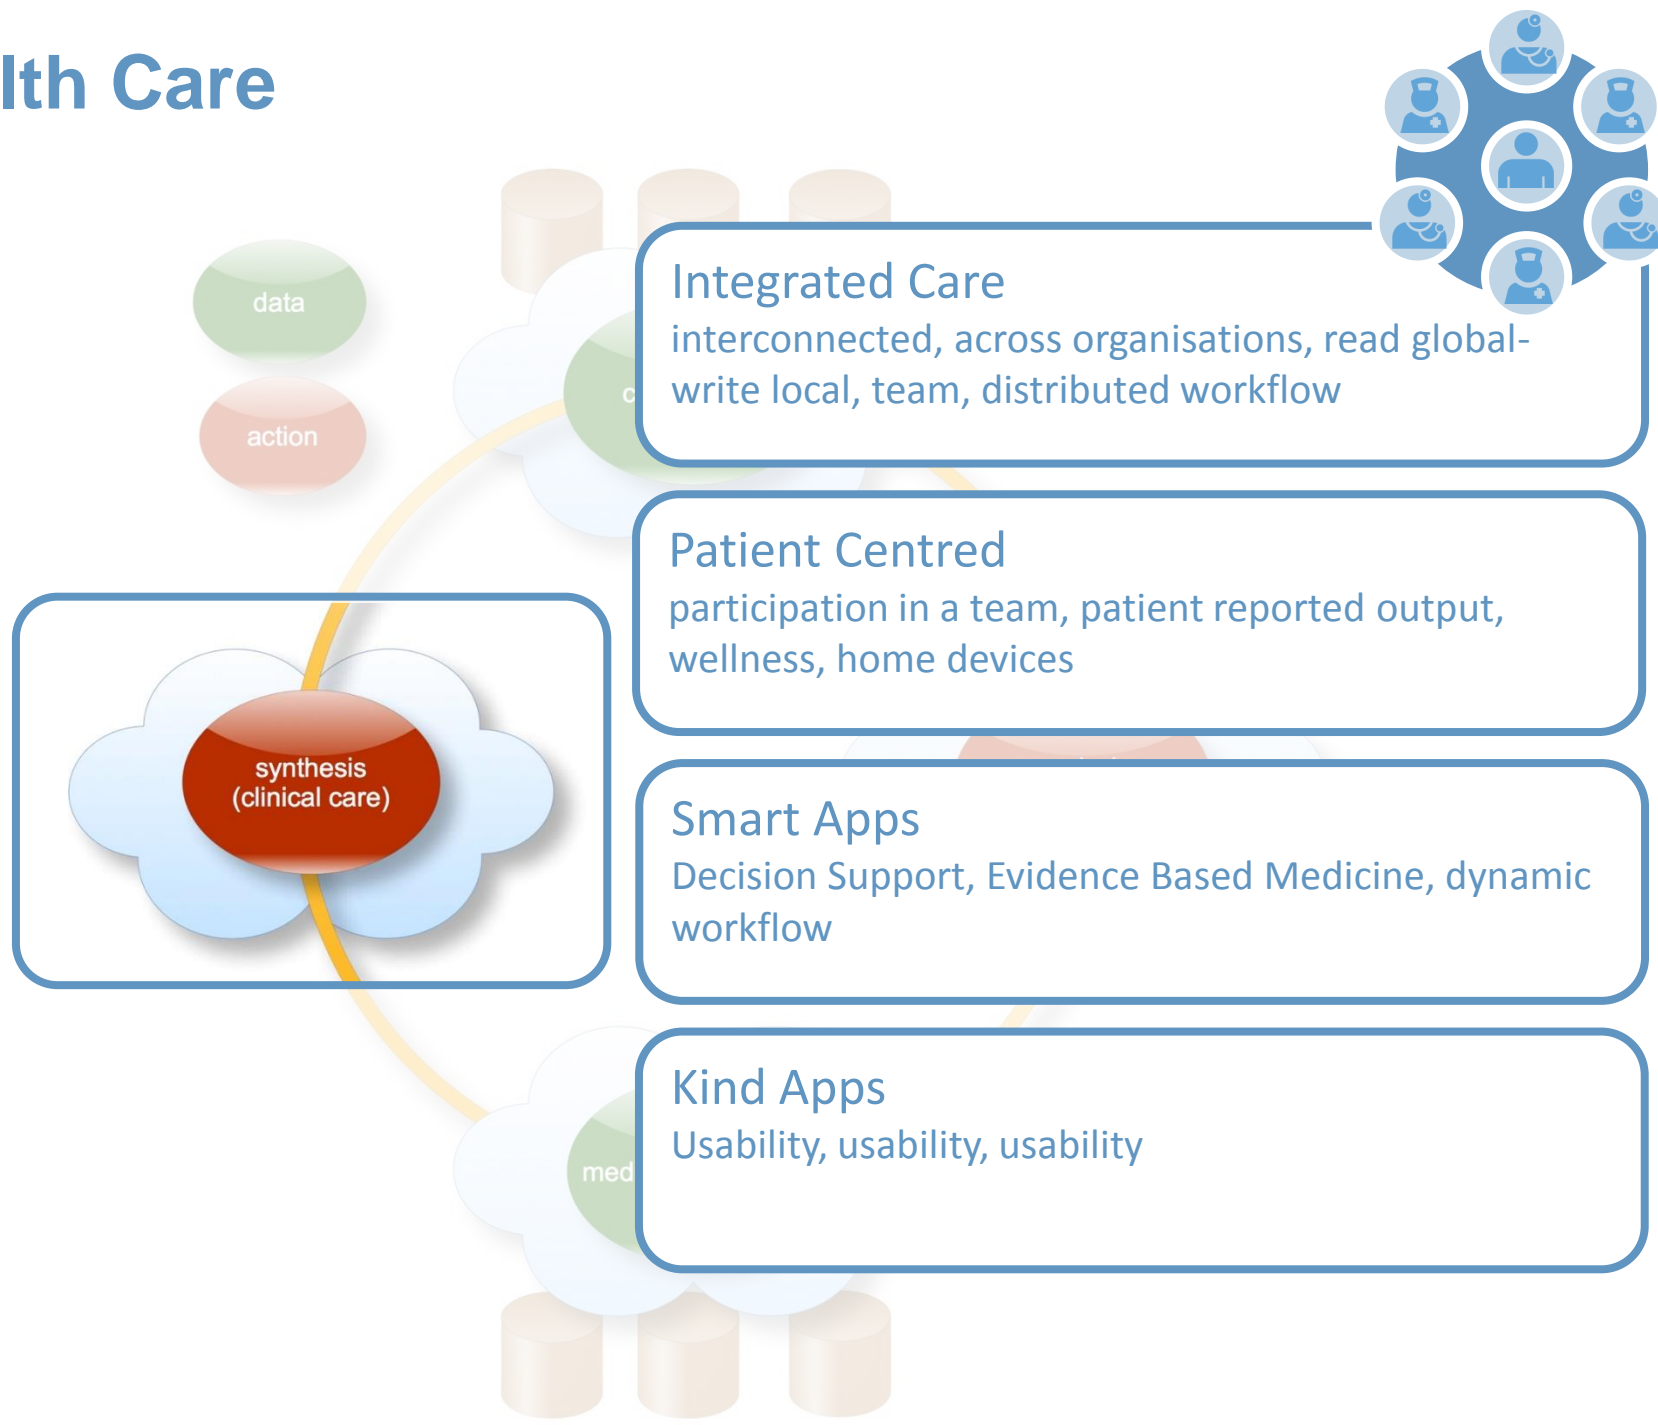 lth Care
data
action
Integrated Care
interconnected, across organisations, read global-
write local, team, distributed workflow
Patient Centred
participation in a team, patient reported output,
wellness, home devices
synthesis
(clinical care)
Smart Apps
Decision Support, Evidence Based Medicine, dynamic
workflow
Kind Apps
Usability, usability, usability
med